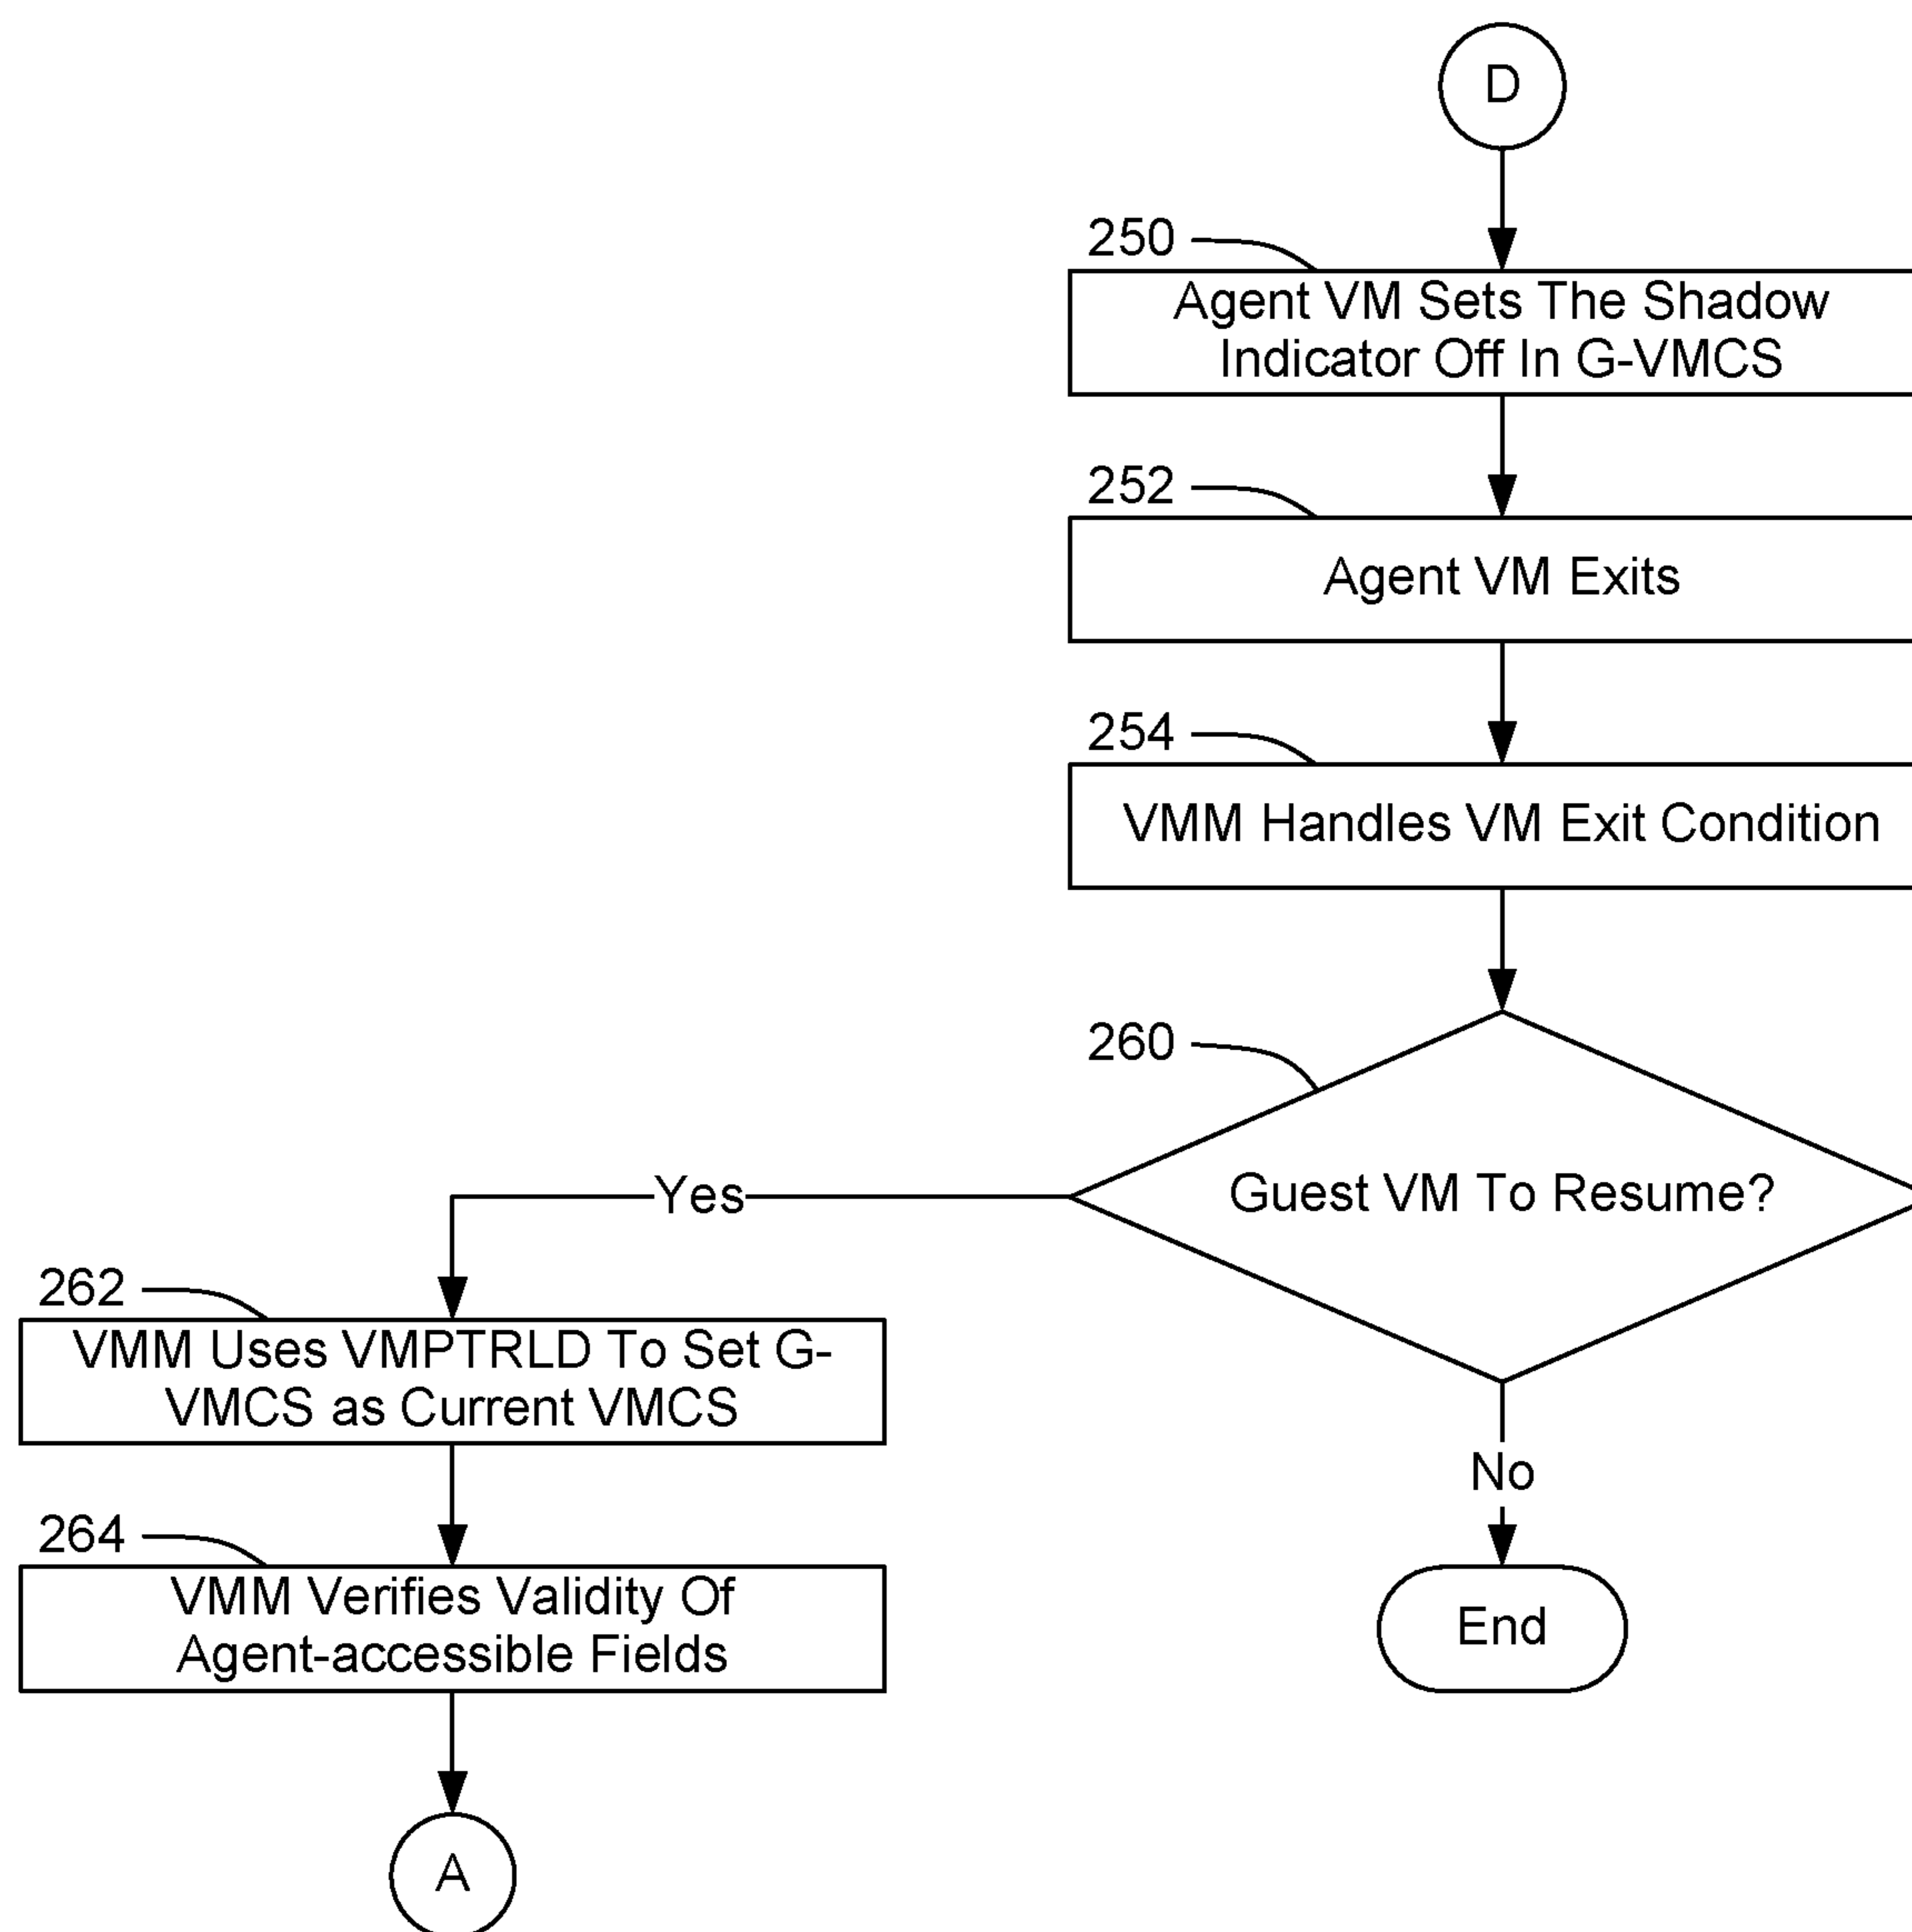 D
250
Agent VM Sets The Shadow
Indicator Off In G-VMCS
252
Agent VM Exits
254
VMM Handles VM Exit Condition
260
Guest VM To Resume?
Yes
262
VMM Uses VMPTRLD To Set G-
VMCS as Current VMCS
264
VMM Verifies Validity Of
Agent-accessible Fields
A
No
End